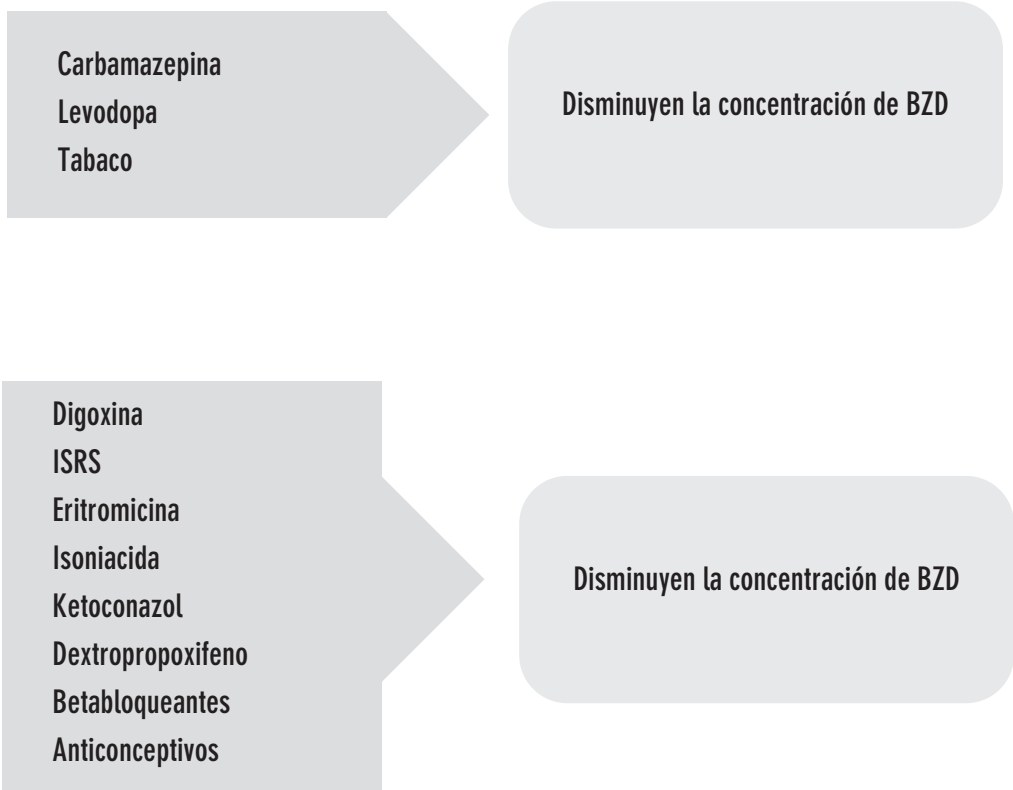 Carbamazepina
Levodopa
Tabaco
Disminuyen la concentración de BZD
Digoxina
ISRS
Eritromicina
Isoniacida
Ketoconazol
Dextropropoxifeno
Betabloqueantes
Anticonceptivos
Disminuyen la concentración de BZD